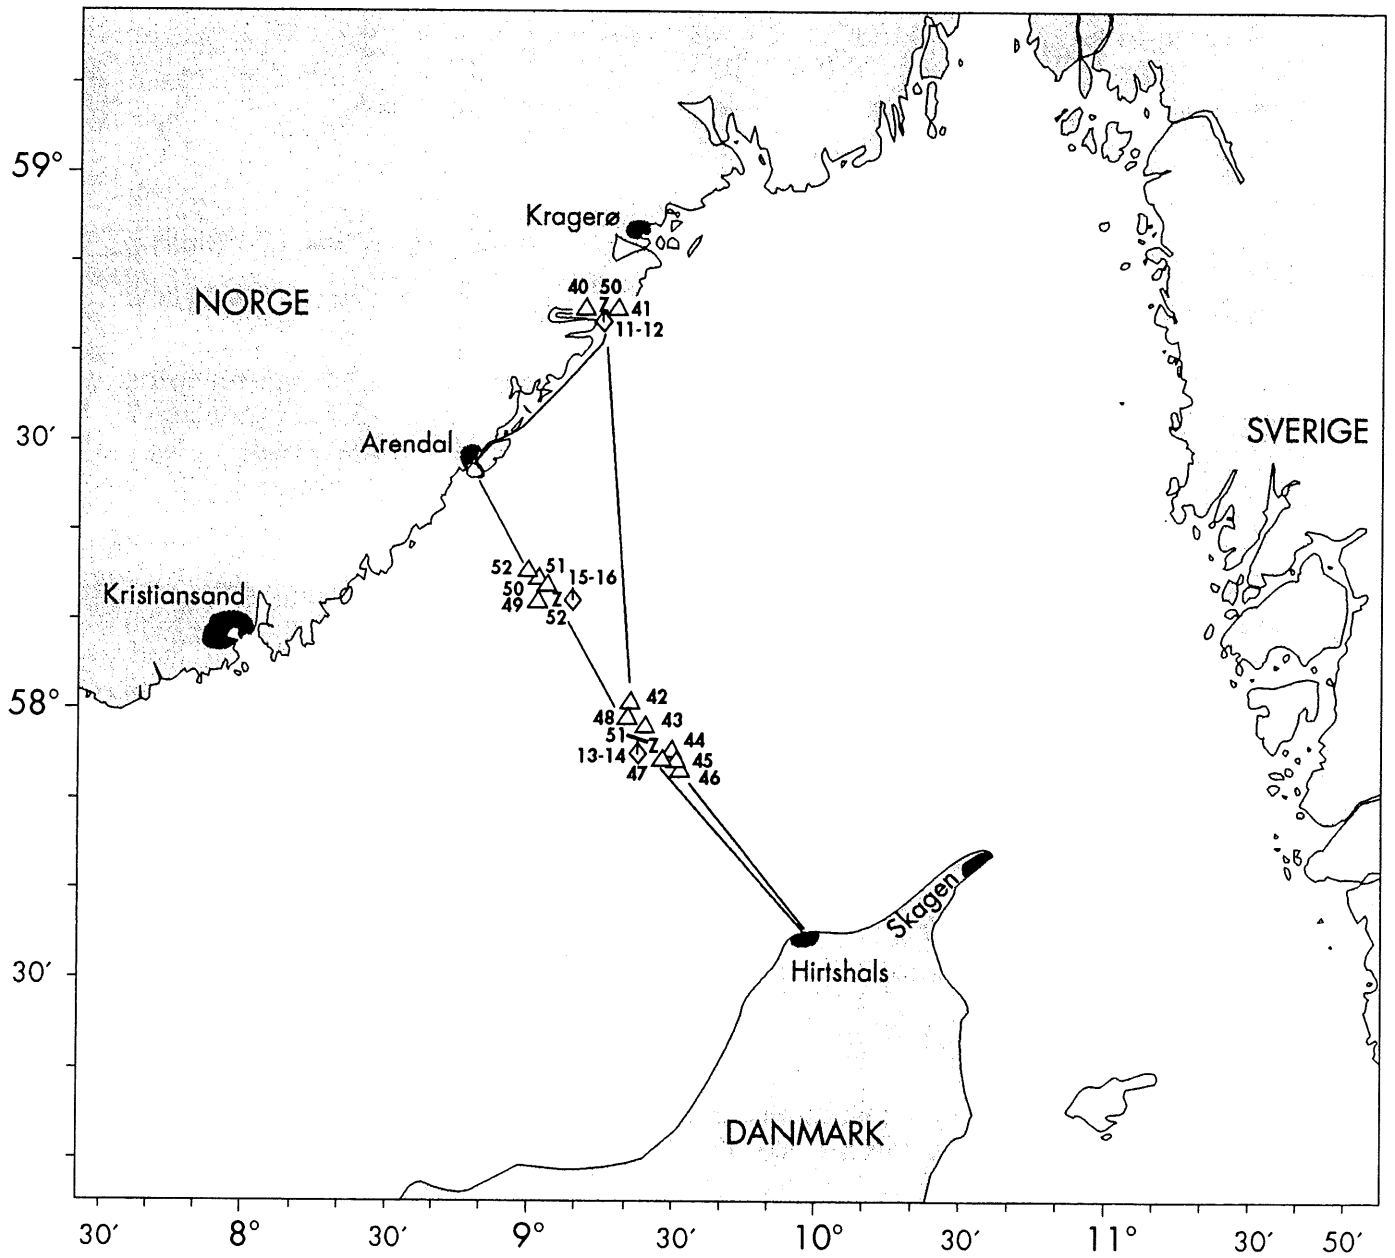 59°
Kragerø
NORGE
40 50
Z
41
11-12
30′
Arendal
SVERIGE
52 51
15-16
50
Z
49
52
Kristiansand
58°
42
48
43
51
Z
44
13-14
45
47
46
Skagen
Hirtshals
30′
DANMARK
30′ 8° 30′ 9° 30′ 10° 30′ 11° 30′ 50′